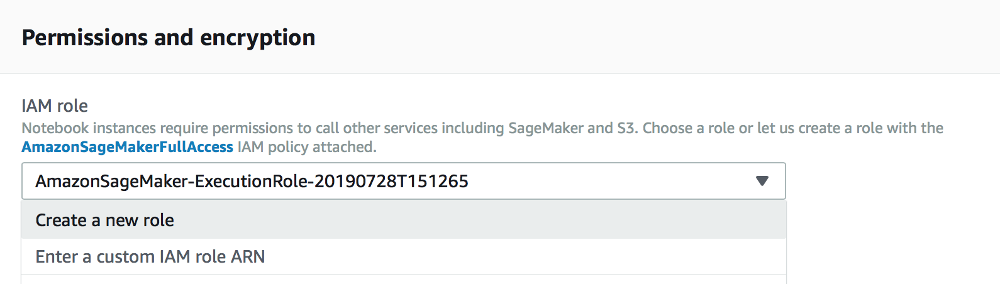 Permissions and encryption
IAM role
Notebook instances require permissions to call other services including SageMaker and S3. Choose a role or let us create a role with the
AmazonSageMakerFullAccess IAM policy attached.
AmazonSageMaker-ExecutionRole-20190728T151265
Create a new role
Enter a custom IAM role ARN